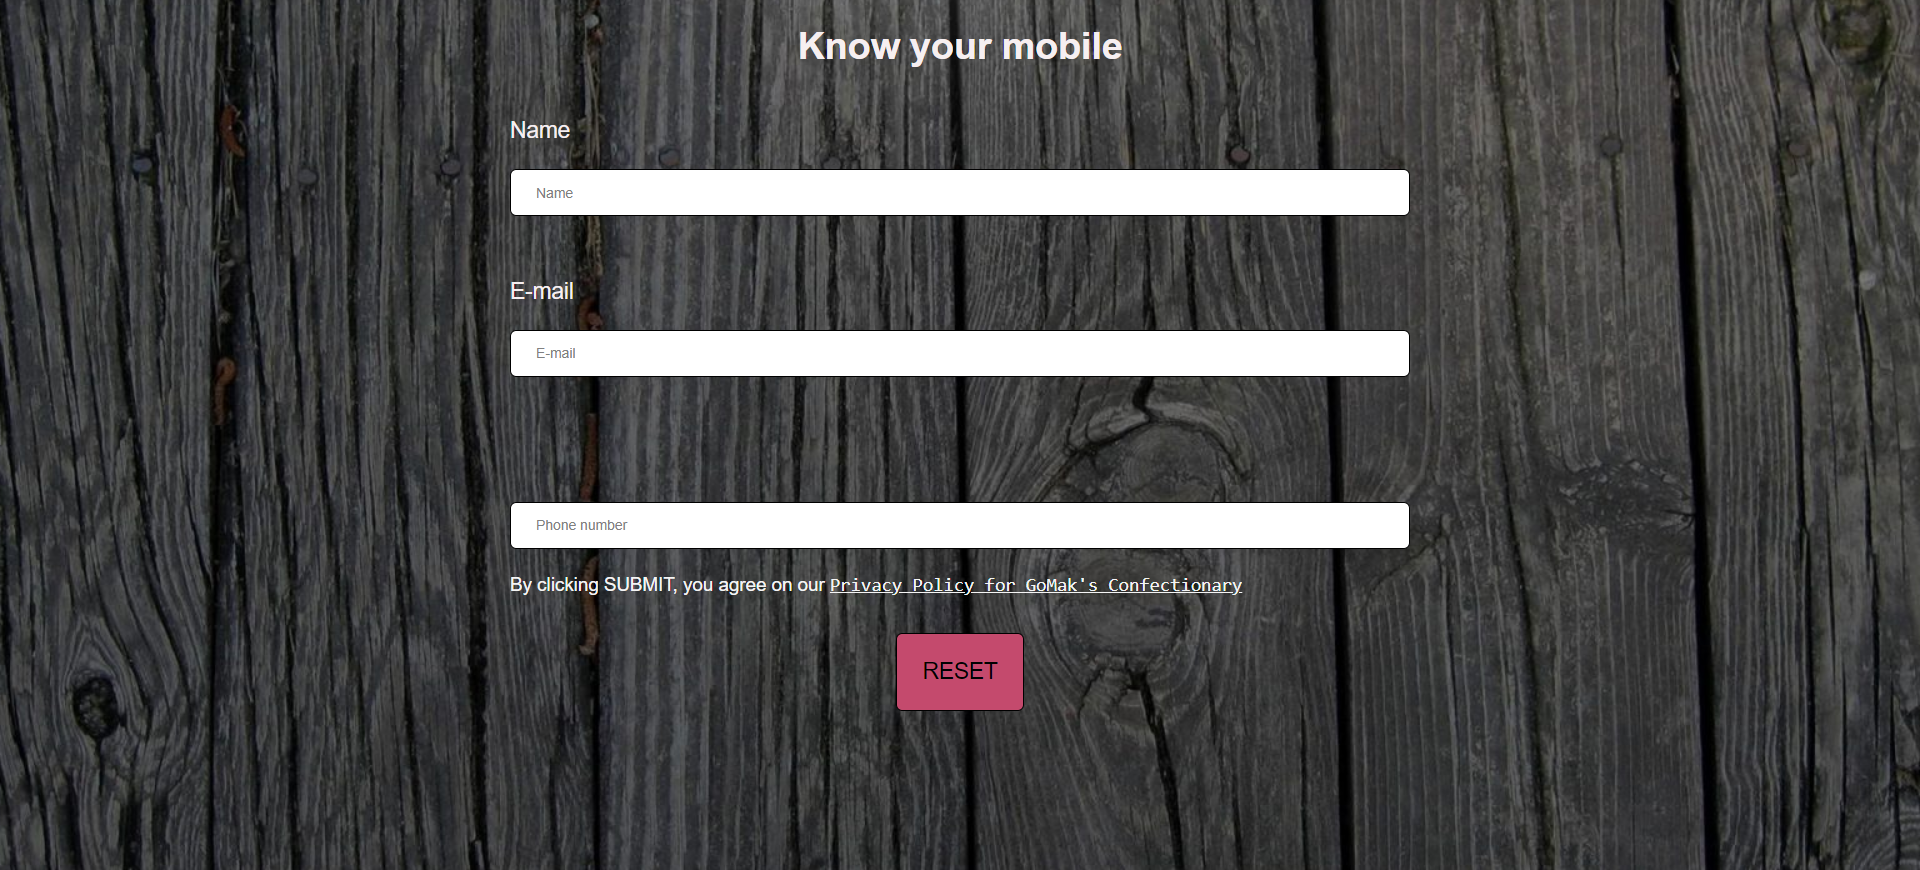 Know your mobile
Name
Name
E-mail
E-mail
Phone number
By clicking SUBMIT, you agree on our Privacy Policy for GoMak's Confectionary
RESET